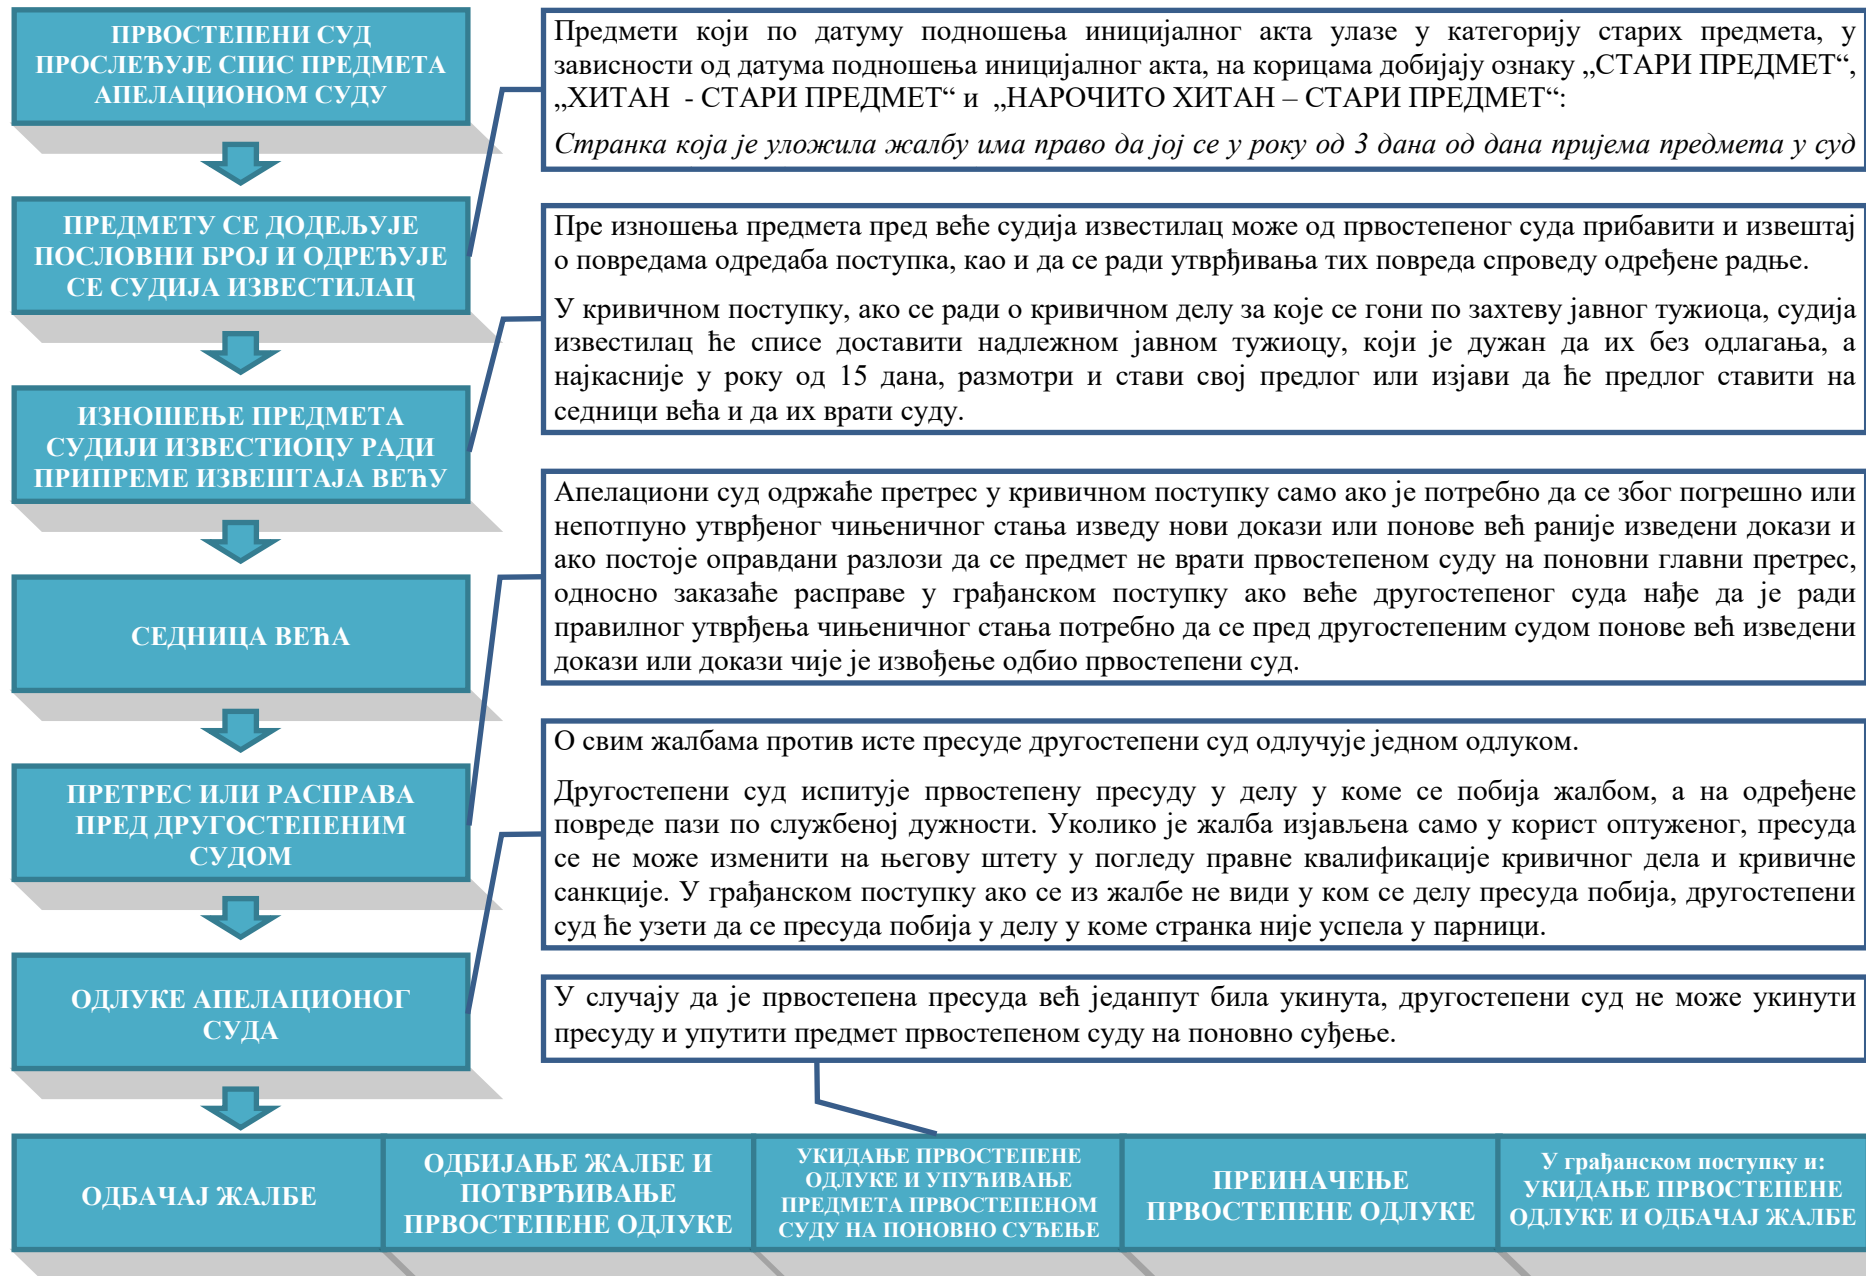 ПРВОСТЕПЕНИ СУД
ПРОСЛЕЂУЈЕ СПИС ПРЕДМЕТА
АПЕЛАЦИОНОМ СУДУ
Предмети који по датуму подношења иницијалног акта улазе у категорију старих предмета, у
зависности од датума подношења иницијалног акта, на корицама добијају ознаку „СТАРИ ПРЕДМЕТ“,
„ХИТАН - СТАРИ ПРЕДМЕТ“ и „НАРОЧИТО ХИТАН – СТАРИ ПРЕДМЕТ“:
Странка која је уложила жалбу има право да јој се у року од 3 дана од дана пријема предмета у суд
ПРЕДМЕТУ СЕ ДОДЕЉУЈЕ
ПОСЛОВНИ БРОЈ И ОДРЕЂУЈЕ
СЕ СУДИЈА ИЗВЕСТИЛАЦ
Пре изношења предмета пред веће судија известилац може од првостепеног суда прибавити и извештај
о повредама одредаба поступка, као и да се ради утврђивања тих повреда спроведу одређене радње.
У кривичном поступку, ако се ради о кривичном делу за које се гони по захтеву јавног тужиоца, судија
известилац ће списе доставити надлежном јавном тужиоцу, који је дужан да их без одлагања, а
најкасније у року од 15 дана, размотри и стави свој предлог или изјави да ће предлог ставити на
седници већа и да их врати суду.
ИЗНОШЕЊЕ ПРЕДМЕТА
СУДИЈИ ИЗВЕСТИОЦУ РАДИ
ПРИПРЕМЕ ИЗВЕШТАЈА ВЕЋУ
Апелациони суд одржаће претрес у кривичном поступку само ако је потребно да се због погрешно или
непотпуно утврђеног чињеничног стања изведу нови докази или понове већ раније изведени докази и
ако постоје оправдани разлози да се предмет не врати првостепеном суду на поновни главни претрес,
односно заказаће расправе у грађанском поступку ако веће другостепеног суда нађе да је ради
правилног утврђења чињеничног стања потребно да се пред другостепеним судом понове већ изведени
докази или докази чије је извођење одбио првостепени суд.
СЕДНИЦА ВЕЋА
О свим жалбама против исте пресуде другостепени суд одлучује једном одлуком.
Другостепени суд испитује првостепену пресуду у делу у коме се побија жалбом, а на одређене
повреде пази по службеној дужности. Уколико је жалба изјављена само у корист оптуженог, пресуда
се не може изменити на његову штету у погледу правне квалификације кривичног дела и кривичне
санкције. У грађанском поступку ако се из жалбе не види у ком се делу пресуда побија, другостепени
суд ће узети да се пресуда побија у делу у коме странка није успела у парници.
ПРЕТРЕС ИЛИ РАСПРАВА
ПРЕД ДРУГОСТЕПЕНИМ
СУДОМ
ОДЛУКЕ АПЕЛАЦИОНОГ
СУДА
У случају да је првостепена пресуда већ једанпут била укинута, другостепени суд не може укинути
пресуду и упутити предмет првостепеном суду на поновно суђење.
ОДБАЧАЈ ЖАЛБЕ
ОДБИЈАЊЕ ЖАЛБЕ И
ПОТВРЂИВАЊЕ
ПРВОСТЕПЕНЕ ОДЛУКЕ
УКИДАЊЕ ПРВОСТЕПЕНЕ
ОДЛУКЕ И УПУЋИВАЊЕ
ПРЕДМЕТА ПРВОСТЕПЕНОМ
СУДУ НА ПОНОВНО СУЂЕЊЕ
ПРЕИНАЧЕЊЕ
ПРВОСТЕПЕНЕ ОДЛУКЕ
У грађанском поступку и:
УКИДАЊЕ ПРВОСТЕПЕНЕ
ОДЛУКЕ И ОДБАЧАЈ ЖАЛБЕ